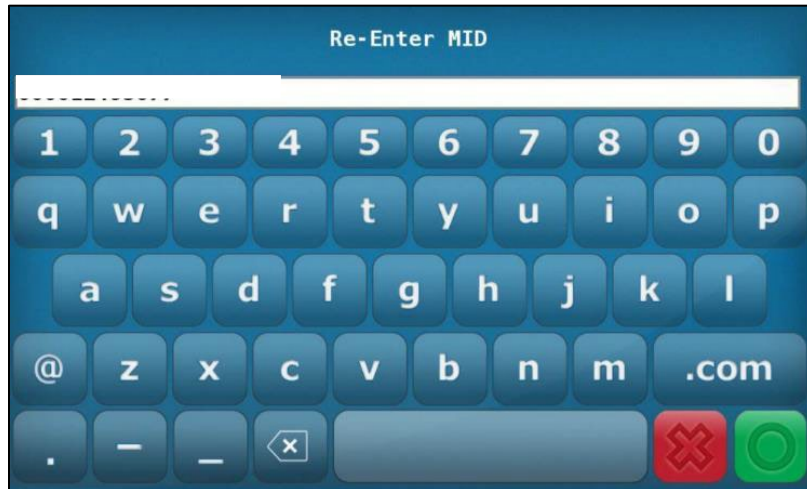 Re-Enter MID
1 2 3 4 5 6 7 8 9 0
q w e r t y u i o p
a s d f g h j k l
@ z x c v b n m .com
. – _